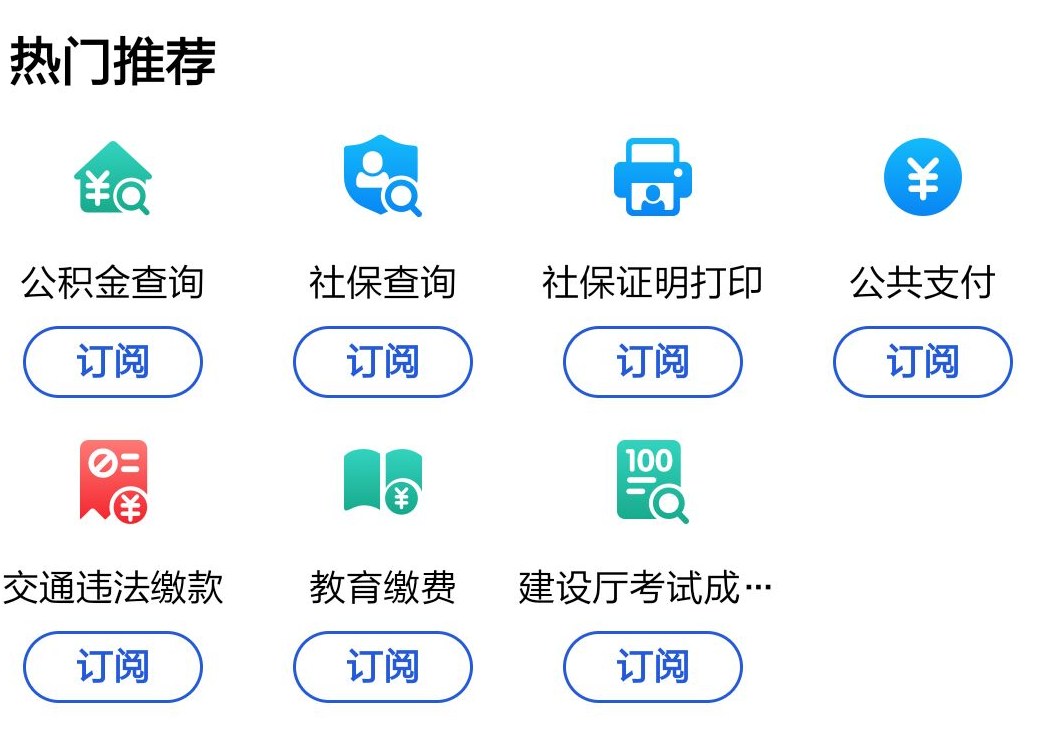 热门推荐
公积金查询 社保查询 社保证明打印 公共支付
订阅 订阅 订阅 订阅
100
交通违法缴款 教育缴费 建设厅考试成…
订阅 订阅 订阅